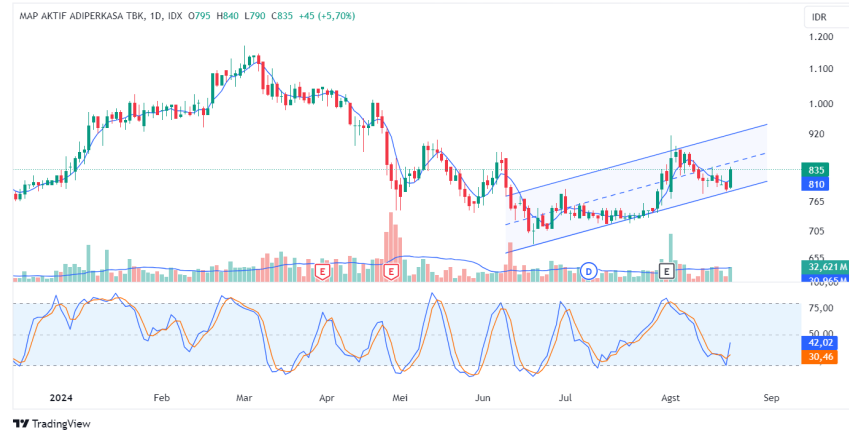 MAP AKTIF ADIPERKASA TBK, 1D, IDX O795 H840 L790 C835 +45 (+5,70%)
IDR
1.200
1.100
1.000
920
835
810
765
705
655
32,621M
E
E
D
E
100,00
75,00
50,00
42,02
30,46
2024
Feb
Mar
Apr
Mei
Jun
Jul
Agst
Sep
TradingView